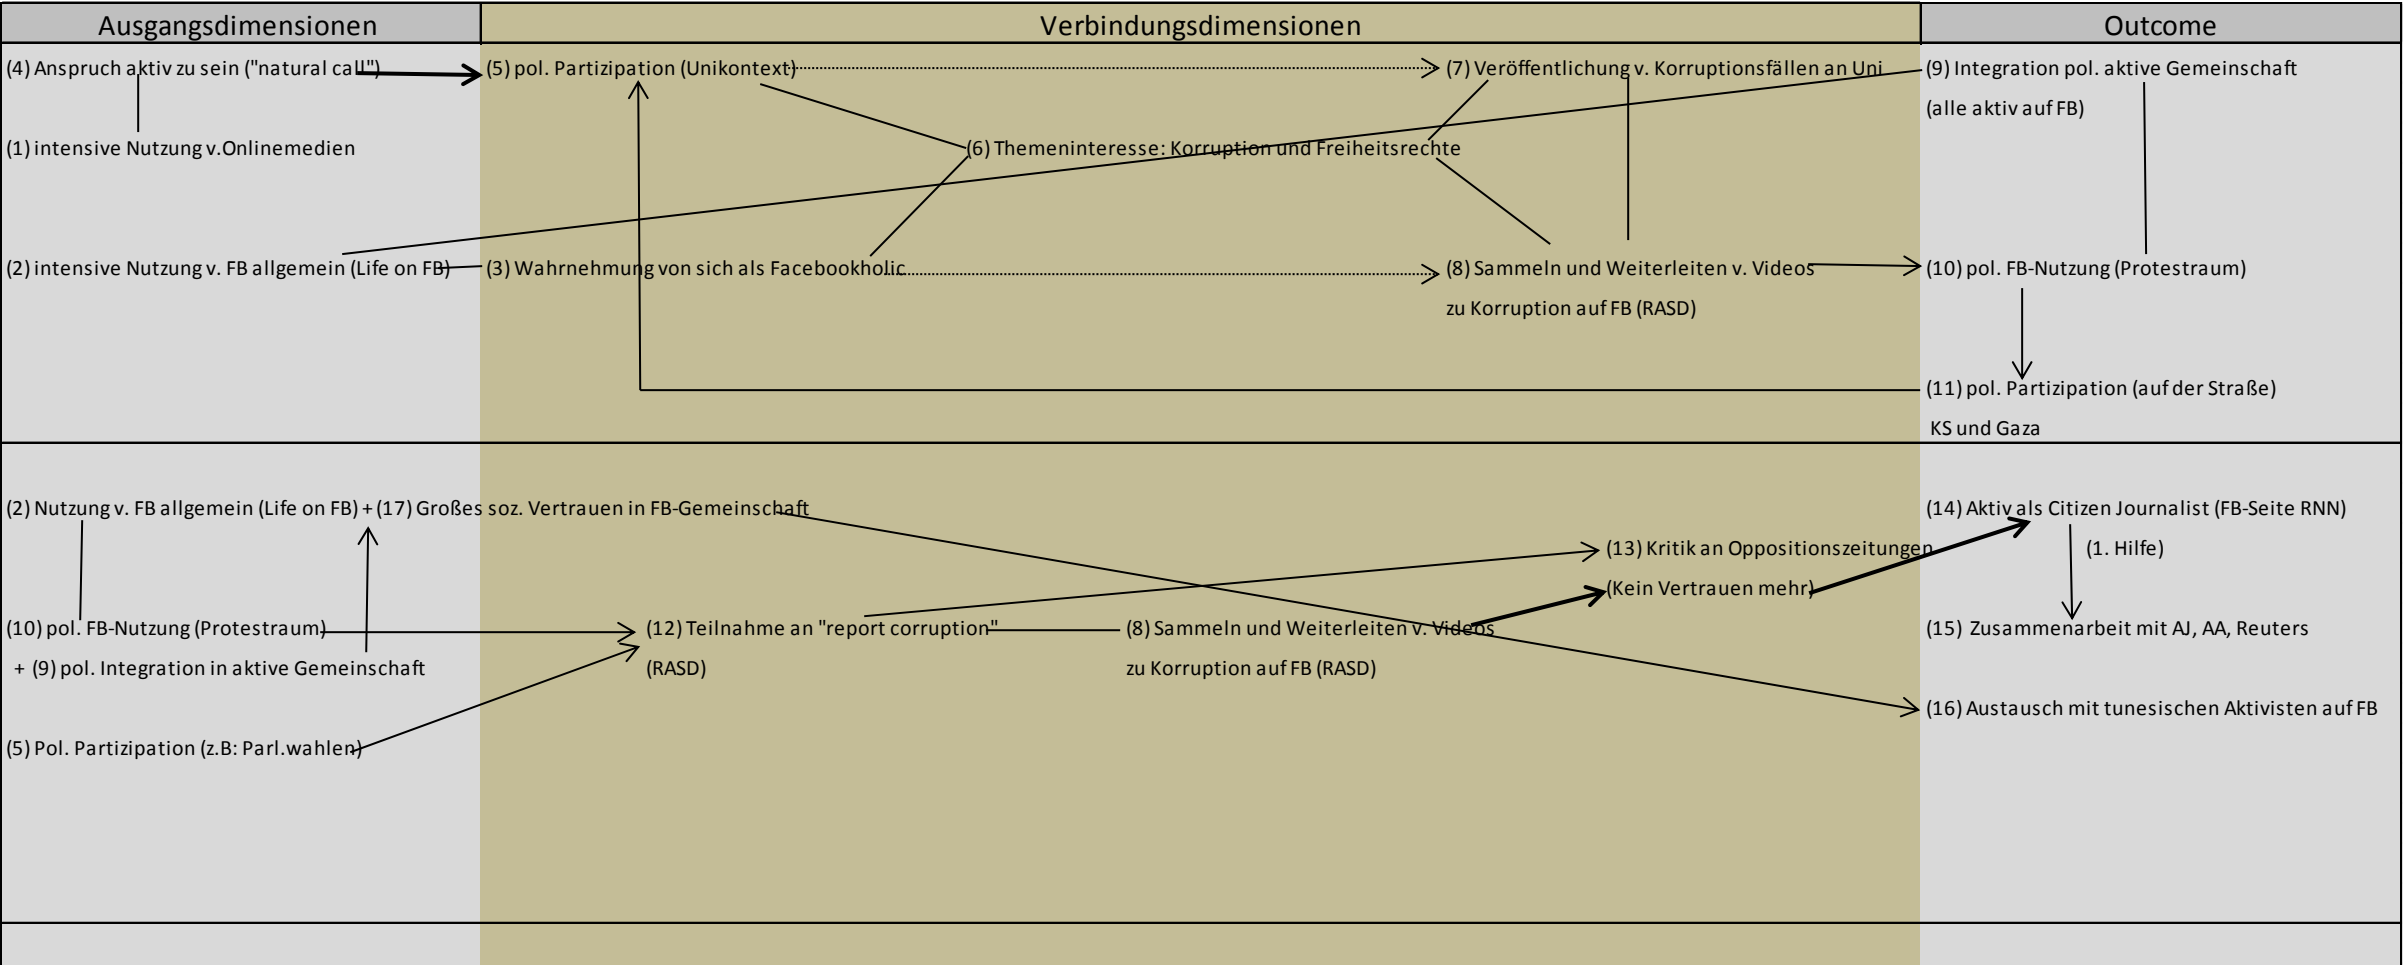 Ausgangsdimensionen
Verbindungsdimensionen
Outcome
(4) Anspruch aktiv zu sein ("natural call")
(5) pol. Partizipation (Unikontext)
(7) Veröffentlichung v. Korruptionsfällen an Uni
(9) Integration pol. aktive Gemeinschaft
(alle aktiv auf FB)
(1) intensive Nutzung v.Onlinemedien
(6) Themeninteresse: Korruption und Freiheitsrechte
(2) intensive Nutzung v. FB allgemein (Life on FB)
(3) Wahrnehmung von sich als Facebookholic
(8) Sammeln und Weiterleiten v. Videos
zu Korruption auf FB (RASD)
(10) pol. FB-Nutzung (Protestraum)
(11) pol. Partizipation (auf der Straße)
KS und Gaza
(2) Nutzung v. FB allgemein (Life on FB) + (17) Großes soz. Vertrauen in FB-Gemeinschaft
(14) Aktiv als Citizen Journalist (FB-Seite RNN)
(13) Kritik an Oppositionszeitungen
(Kein Vertrauen mehr)
(1. Hilfe)
(10) pol. FB-Nutzung (Protestraum)
+ (9) pol. Integration in aktive Gemeinschaft
(12) Teilnahme an "report corruption"
(RASD)
(8) Sammeln und Weiterleiten v. Videos
zu Korruption auf FB (RASD)
(15) Zusammenarbeit mit AJ, AA, Reuters
(16) Austausch mit tunesischen Aktivisten auf FB
(5) Pol. Partizipation (z.B: Parl.wahlen)